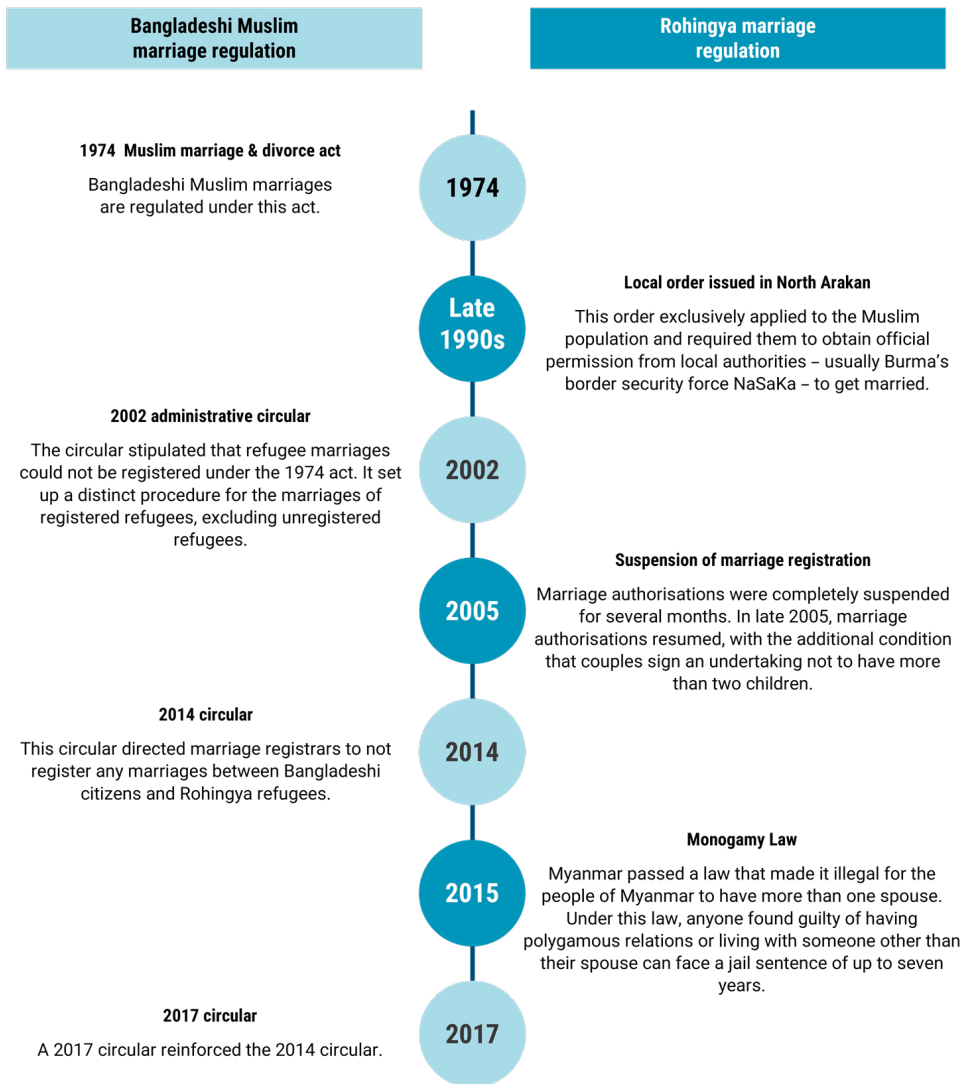 Bangladeshi Muslim
marriage regulation
Rohingya marriage
regulation
1974 Muslim marriage & divorce act
Bangladeshi Muslim marriages
are regulated under this act.
1974
Late
1990s
Local order issued in North Arakan
This order exclusively applied to the Muslim
population and required them to obtain official
permission from local authorities – usually Burma’s
border security force NaSaKa – to get married.
2002 administrative circular
The circular stipulated that refugee marriages
could not be registered under the 1974 act. It set
up a distinct procedure for the marriages of
registered refugees, excluding unregistered
refugees.
2002
2005
Suspension of marriage registration
Marriage authorisations were completely suspended
for several months. In late 2005, marriage
authorisations resumed, with the additional condition
that couples sign an undertaking not to have more
than two children.
2014 circular
This circular directed marriage registrars to not
register any marriages between Bangladeshi
citizens and Rohingya refugees.
2014
2015
Monogamy Law
Myanmar passed a law that made it illegal for the
people of Myanmar to have more than one spouse.
Under this law, anyone found guilty of having
polygamous relations or living with someone other than
their spouse can face a jail sentence of up to seven
years.
2017 circular
A 2017 circular reinforced the 2014 circular.
2017